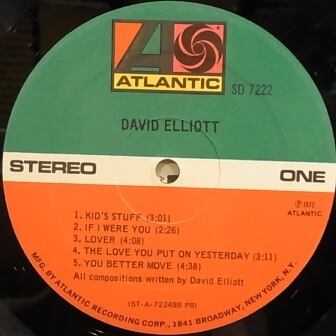 ATLANTIC
SD 7222
DAVID ELLIOTT
STEREO
ONE
℗ 1972
ATLANTIC
1. KID'S STUFF (3:01)
2. IF I WERE YOU (2:26)
3. LOVER (4:08)
4. THE LOVE YOU PUT ON YESTERDAY (3:11)
5. YOU BETTER MOVE (4:38)
All compositions written by David Elliott
(ST-A-722490 PR)
MFG. BY ATLANTIC RECORDING CORP., 1841 BROADWAY, NEW YORK, N.Y.